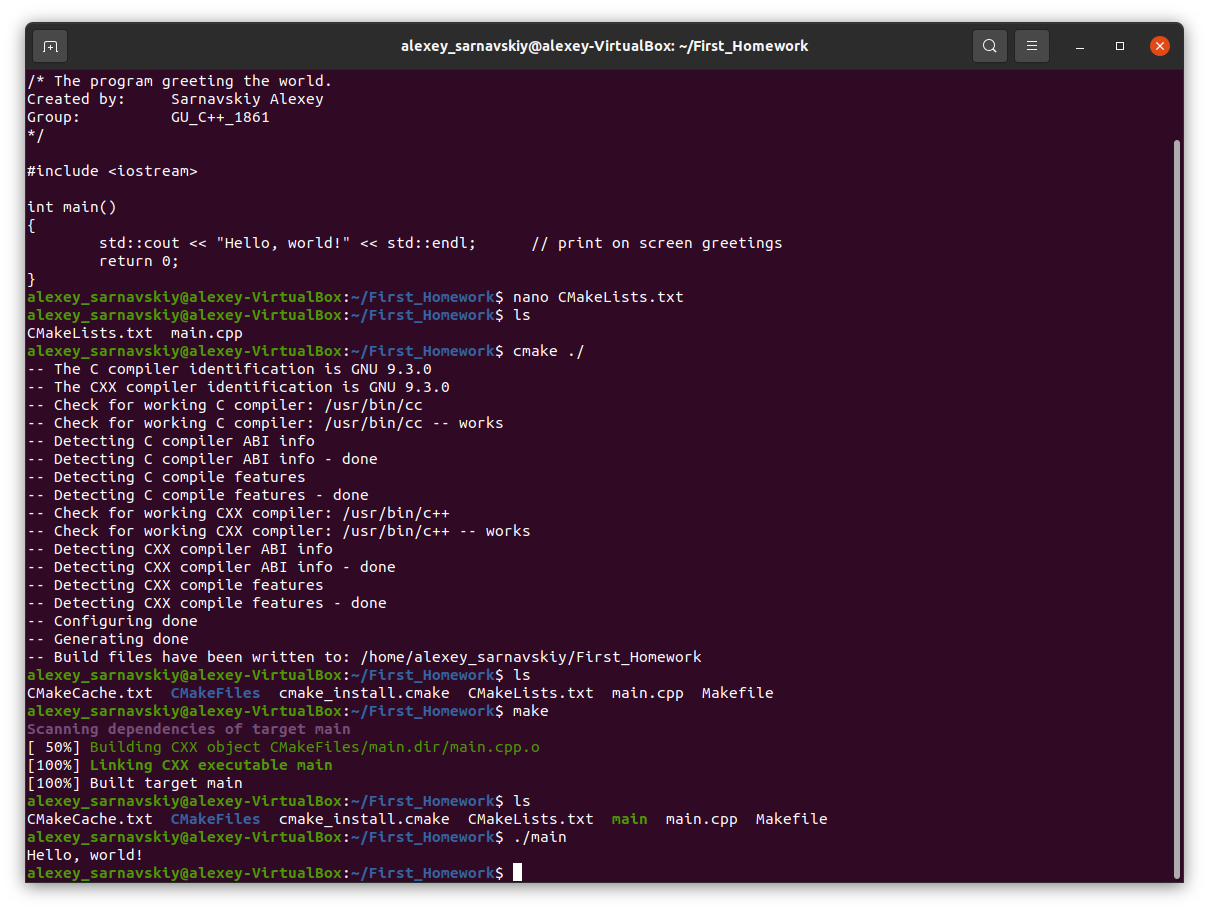 alexey_sarnavskiy@alexey-VirtualBox: ~/First_Homework
/* The program greeting the world.
Created by:     Sarnavskiy Alexey
Group:          GU_C++_1861
*/

#include <iostream>

int main()
{
        std::cout << "Hello, world!" << std::endl;      // print on screen greetings
        return 0;
}
alexey_sarnavskiy@alexey-VirtualBox:~/First_Homework$ nano CMakeLists.txt
alexey_sarnavskiy@alexey-VirtualBox:~/First_Homework$ ls
CMakeLists.txt  main.cpp
alexey_sarnavskiy@alexey-VirtualBox:~/First_Homework$ cmake ./
-- The C compiler identification is GNU 9.3.0
-- The CXX compiler identification is GNU 9.3.0
-- Check for working C compiler: /usr/bin/cc
-- Check for working C compiler: /usr/bin/cc -- works
-- Detecting C compiler ABI info
-- Detecting C compiler ABI info - done
-- Detecting C compile features
-- Detecting C compile features - done
-- Check for working CXX compiler: /usr/bin/c++
-- Check for working CXX compiler: /usr/bin/c++ -- works
-- Detecting CXX compiler ABI info
-- Detecting CXX compiler ABI info - done
-- Detecting CXX compile features
-- Detecting CXX compile features - done
-- Configuring done
-- Generating done
-- Build files have been written to: /home/alexey_sarnavskiy/First_Homework
alexey_sarnavskiy@alexey-VirtualBox:~/First_Homework$ ls
CMakeCache.txt  CMakeFiles  cmake_install.cmake  CMakeLists.txt  main.cpp  Makefile
alexey_sarnavskiy@alexey-VirtualBox:~/First_Homework$ make
Scanning dependencies of target main
[ 50%] Building CXX object CMakeFiles/main.dir/main.cpp.o
[100%] Linking CXX executable main
[100%] Built target main
alexey_sarnavskiy@alexey-VirtualBox:~/First_Homework$ ls
CMakeCache.txt  CMakeFiles  cmake_install.cmake  CMakeLists.txt  main  main.cpp  Makefile
alexey_sarnavskiy@alexey-VirtualBox:~/First_Homework$ ./main
Hello, world!
alexey_sarnavskiy@alexey-VirtualBox:~/First_Homework$